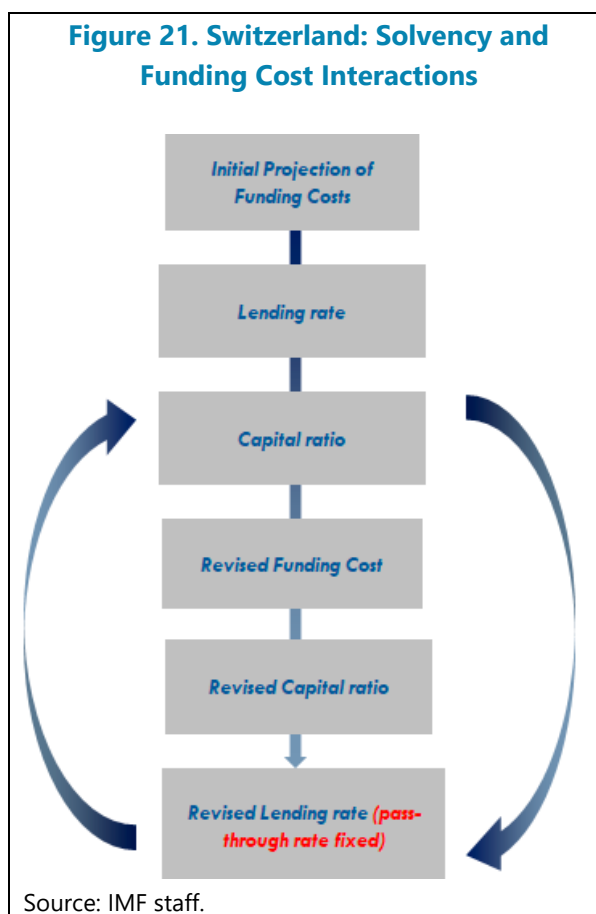 Figure 21. Switzerland: Solvency and
Funding Cost Interactions
Initial Projection of
Funding Costs
Lending rate
Capital ratio
Revised Funding Cost
Revised Capital ratio
Revised Lending rate (pass-
through rate fixed)
Source: IMF staff.